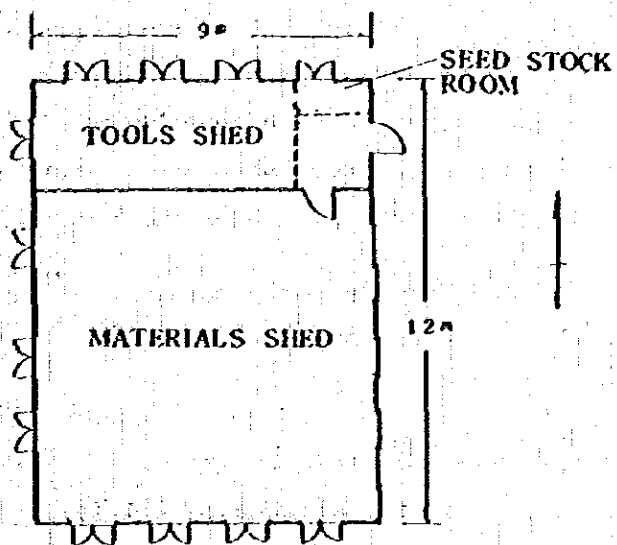 9m
SEED STOCK
ROOM
TOOLS SHED
12m
MATERIALS SHED